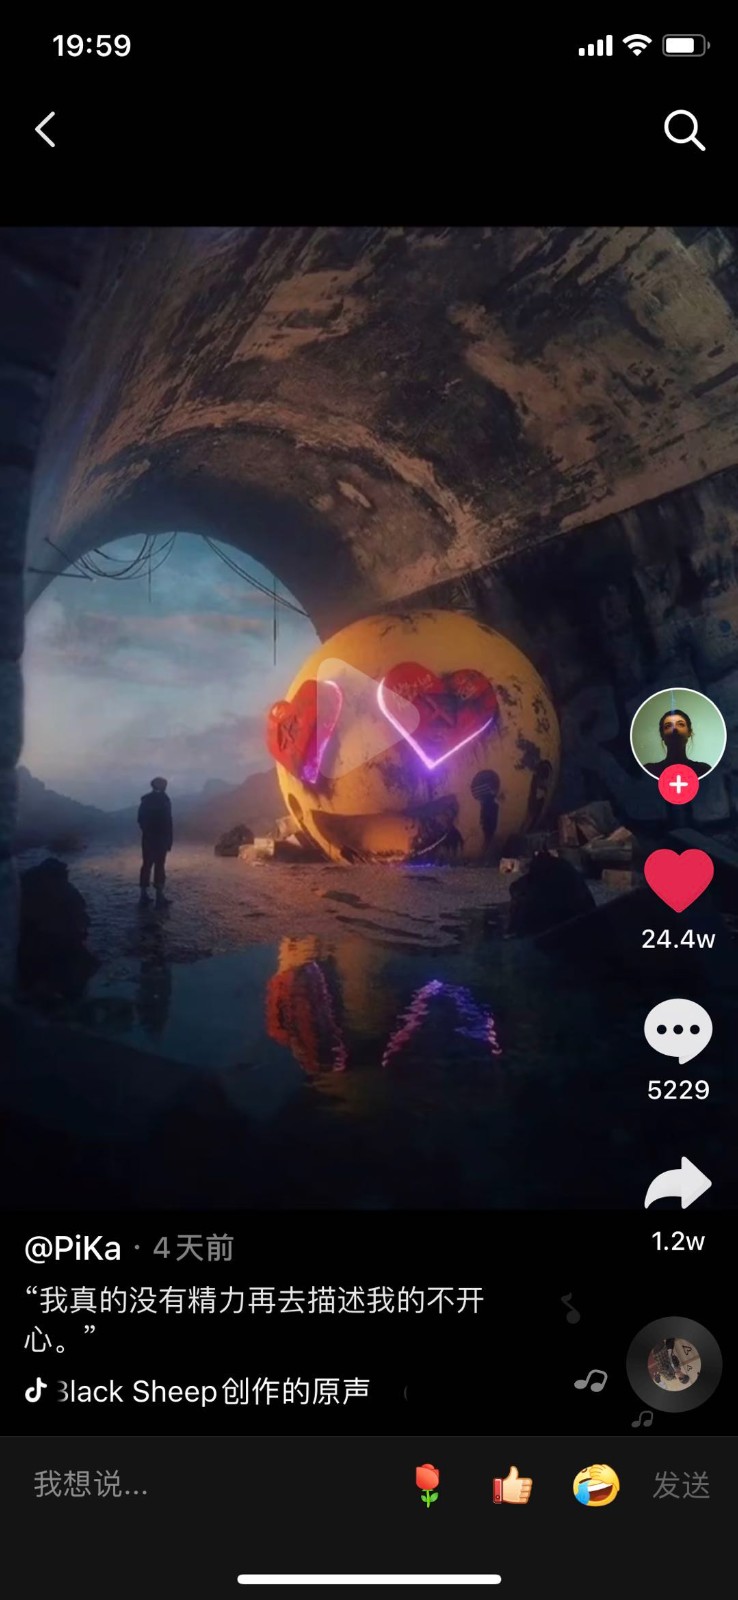 19:59
24.4w
5229
1.2w
@PiKa · 4天前
“我真的没有精力再去描述我的不开
心。”
Black Sheep创作的原声
我想说...
发送